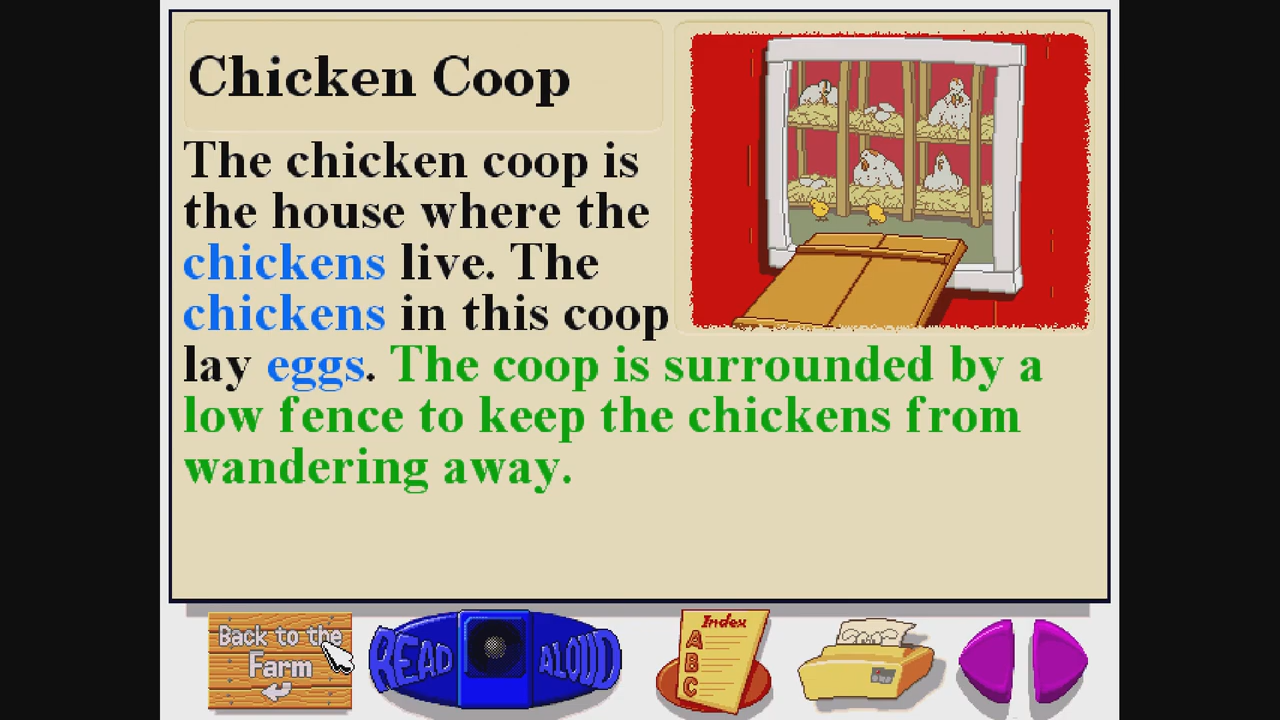 Chicken Coop
The chicken coop is
the house where the
chickens live. The
chickens in this coop
lay eggs. The coop is surrounded by a
low fence to keep the chickens from
wandering away.
Back to the
Farm
READ ALOUD
Index
A
B
C